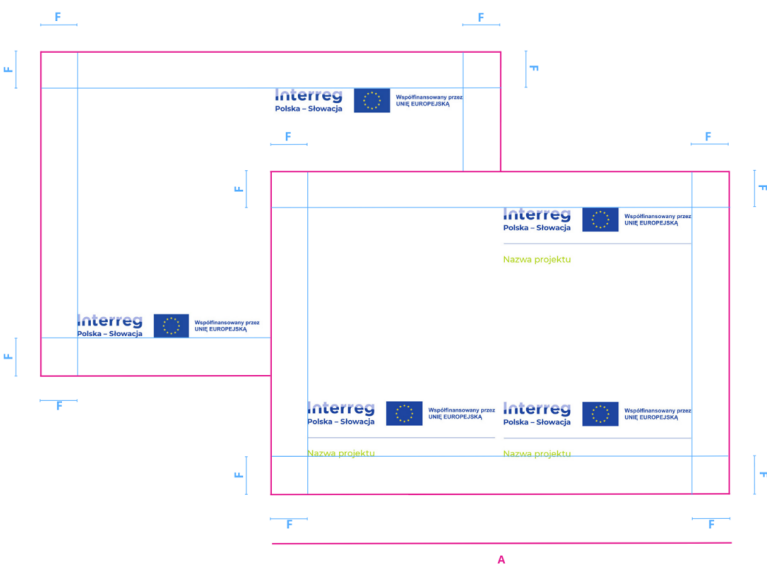 F
F
F
F
Interreg
Polska – Słowacja
Współfinansowany przez
UNIĘ EUROPEJSKĄ
F
F
F
F
Interreg
Polska – Słowacja
Współfinansowany przez
UNIĘ EUROPEJSKĄ
Nazwa projektu
Interreg
Polska – Słowacja
Współfinansowany przez
UNIĘ EUROPEJSKĄ
F
F
Interreg
Polska – Słowacja
Współfinansowany przez
UNIĘ EUROPEJSKĄ
Nazwa projektu
Interreg
Polska – Słowacja
Współfinansowany przez
UNIĘ EUROPEJSKĄ
Nazwa projektu
F
F
F
F
A